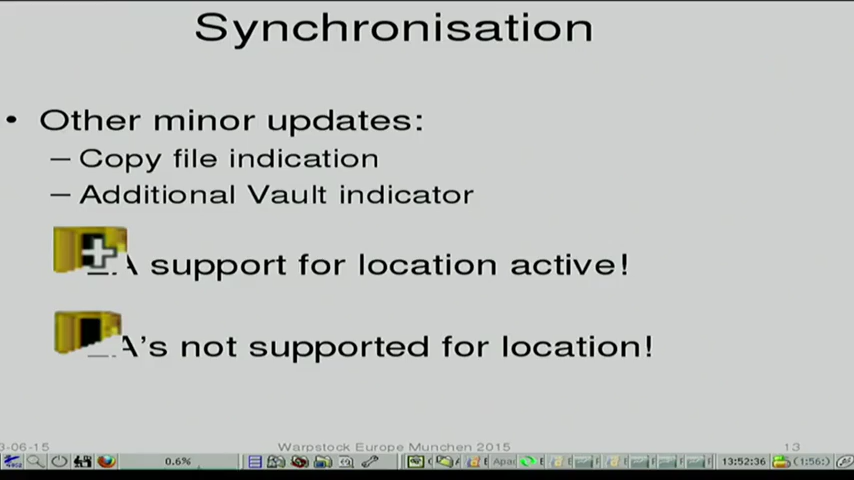 Synchronisation
• Other minor updates:
– Copy file indication
– Additional Vault indicator
support for location active!
A's not supported for location!
3-06-15 Warpstock Europe Munchen 2015 13
0.6% 13:52:36 (1:56:)